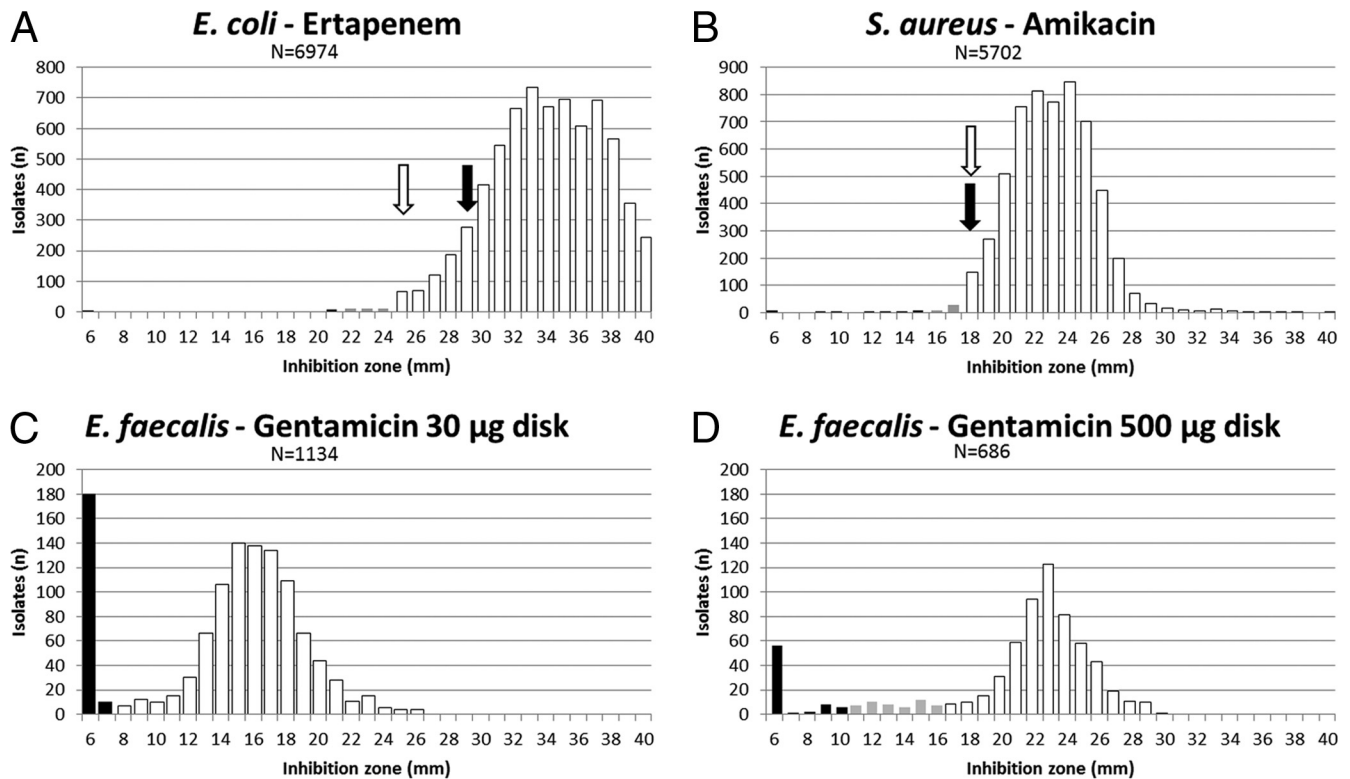 A
E. coli - Ertapenem
N=6974
800
700
600
500
400
300
200
100
0
Isolates (n)
6 8 10 12 14 16 18 20 22 24 26 28 30 32 34 36 38 40
Inhibition zone (mm)
B
S. aureus - Amikacin
N=5702
900
800
700
600
500
400
300
200
100
0
Isolates (n)
6 8 10 12 14 16 18 20 22 24 26 28 30 32 34 36 38 40
Inhibition zone (mm)
C
E. faecalis - Gentamicin 30 µg disk
N=1134
200
180
160
140
120
100
80
60
40
20
0
Isolates (n)
6 8 10 12 14 16 18 20 22 24 26 28 30 32 34 36 38 40
Inhibition zone (mm)
D
E. faecalis - Gentamicin 500 µg disk
N=686
200
180
160
140
120
100
80
60
40
20
0
Isolates (n)
6 8 10 12 14 16 18 20 22 24 26 28 30 32 34 36 38 40
Inhibition zone (mm)